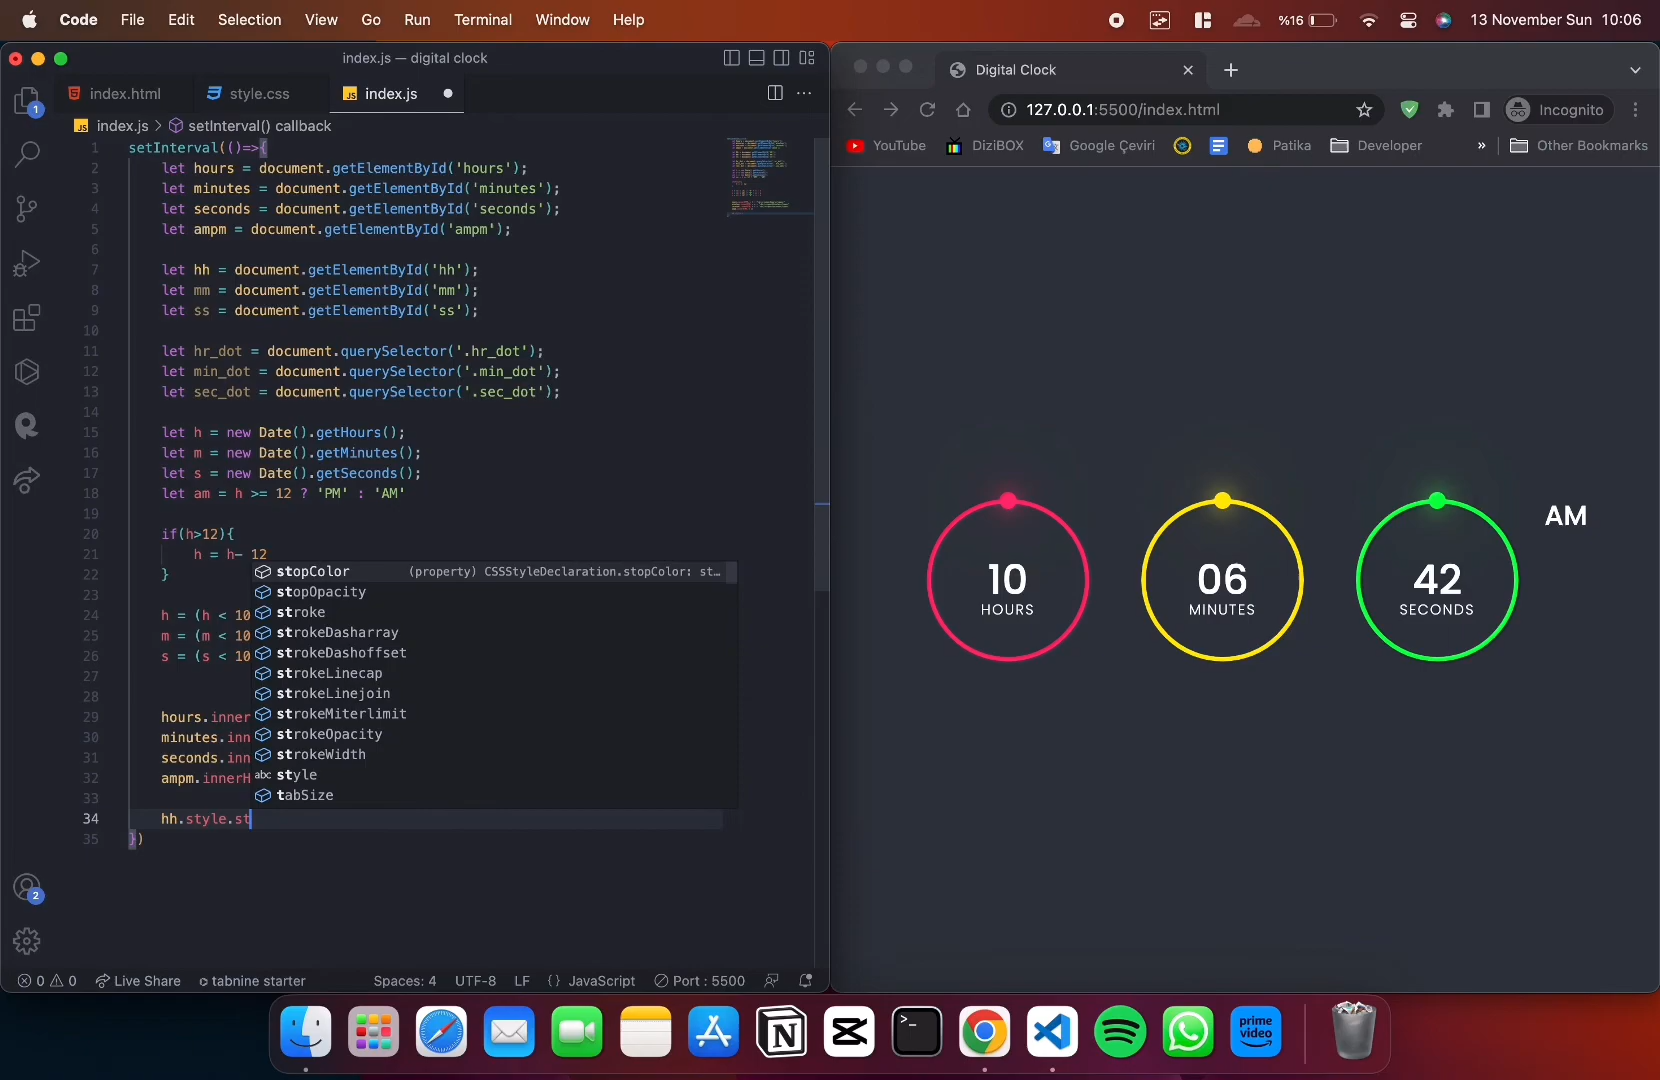 Code File Edit Selection View Go Run Terminal Window Help %16 13 November Sun 10:06
index.js — digital clock
index.html style.css JS index.js
JS index.js > setInterval() callback
1 setInterval(()=>{
2 let hours = document.getElementById('hours');
3 let minutes = document.getElementById('minutes');
4 let seconds = document.getElementById('seconds');
5 let ampm = document.getElementById('ampm');
6
7 let hh = document.getElementById('hh');
8 let mm = document.getElementById('mm');
9 let ss = document.getElementById('ss');
10
11 let hr_dot = document.querySelector('.hr_dot');
12 let min_dot = document.querySelector('.min_dot');
13 let sec_dot = document.querySelector('.sec_dot');
14
15 let h = new Date().getHours();
16 let m = new Date().getMinutes();
17 let s = new Date().getSeconds();
18 let am = h >= 12 ? 'PM' : 'AM'
19
20 if(h>12){
21 h = h- 12
22 }
23
24 h = (h < 10
25 m = (m < 10
26 s = (s < 10
27
28
29 hours.inner
30 minutes.inn
31 seconds.inn
32 ampm.innerH
33
34 hh.style.st
35 })
stopColor (property) CSSStyleDeclaration.stopColor: st…
stopOpacity
stroke
strokeDasharray
strokeDashoffset
strokeLinecap
strokeLinejoin
strokeMiterlimit
strokeOpacity
strokeWidth
abc style
tabSize
1
2
0 0 Live Share tabnine starter Spaces: 4 UTF-8 LF {} JavaScript Port : 5500
Digital Clock
127.0.0.1:5500/index.html Incognito
YouTube DiziBOX Google Çeviri Patika Developer » Other Bookmarks
10
HOURS
06
MINUTES
42
SECONDS
AM
prime
video